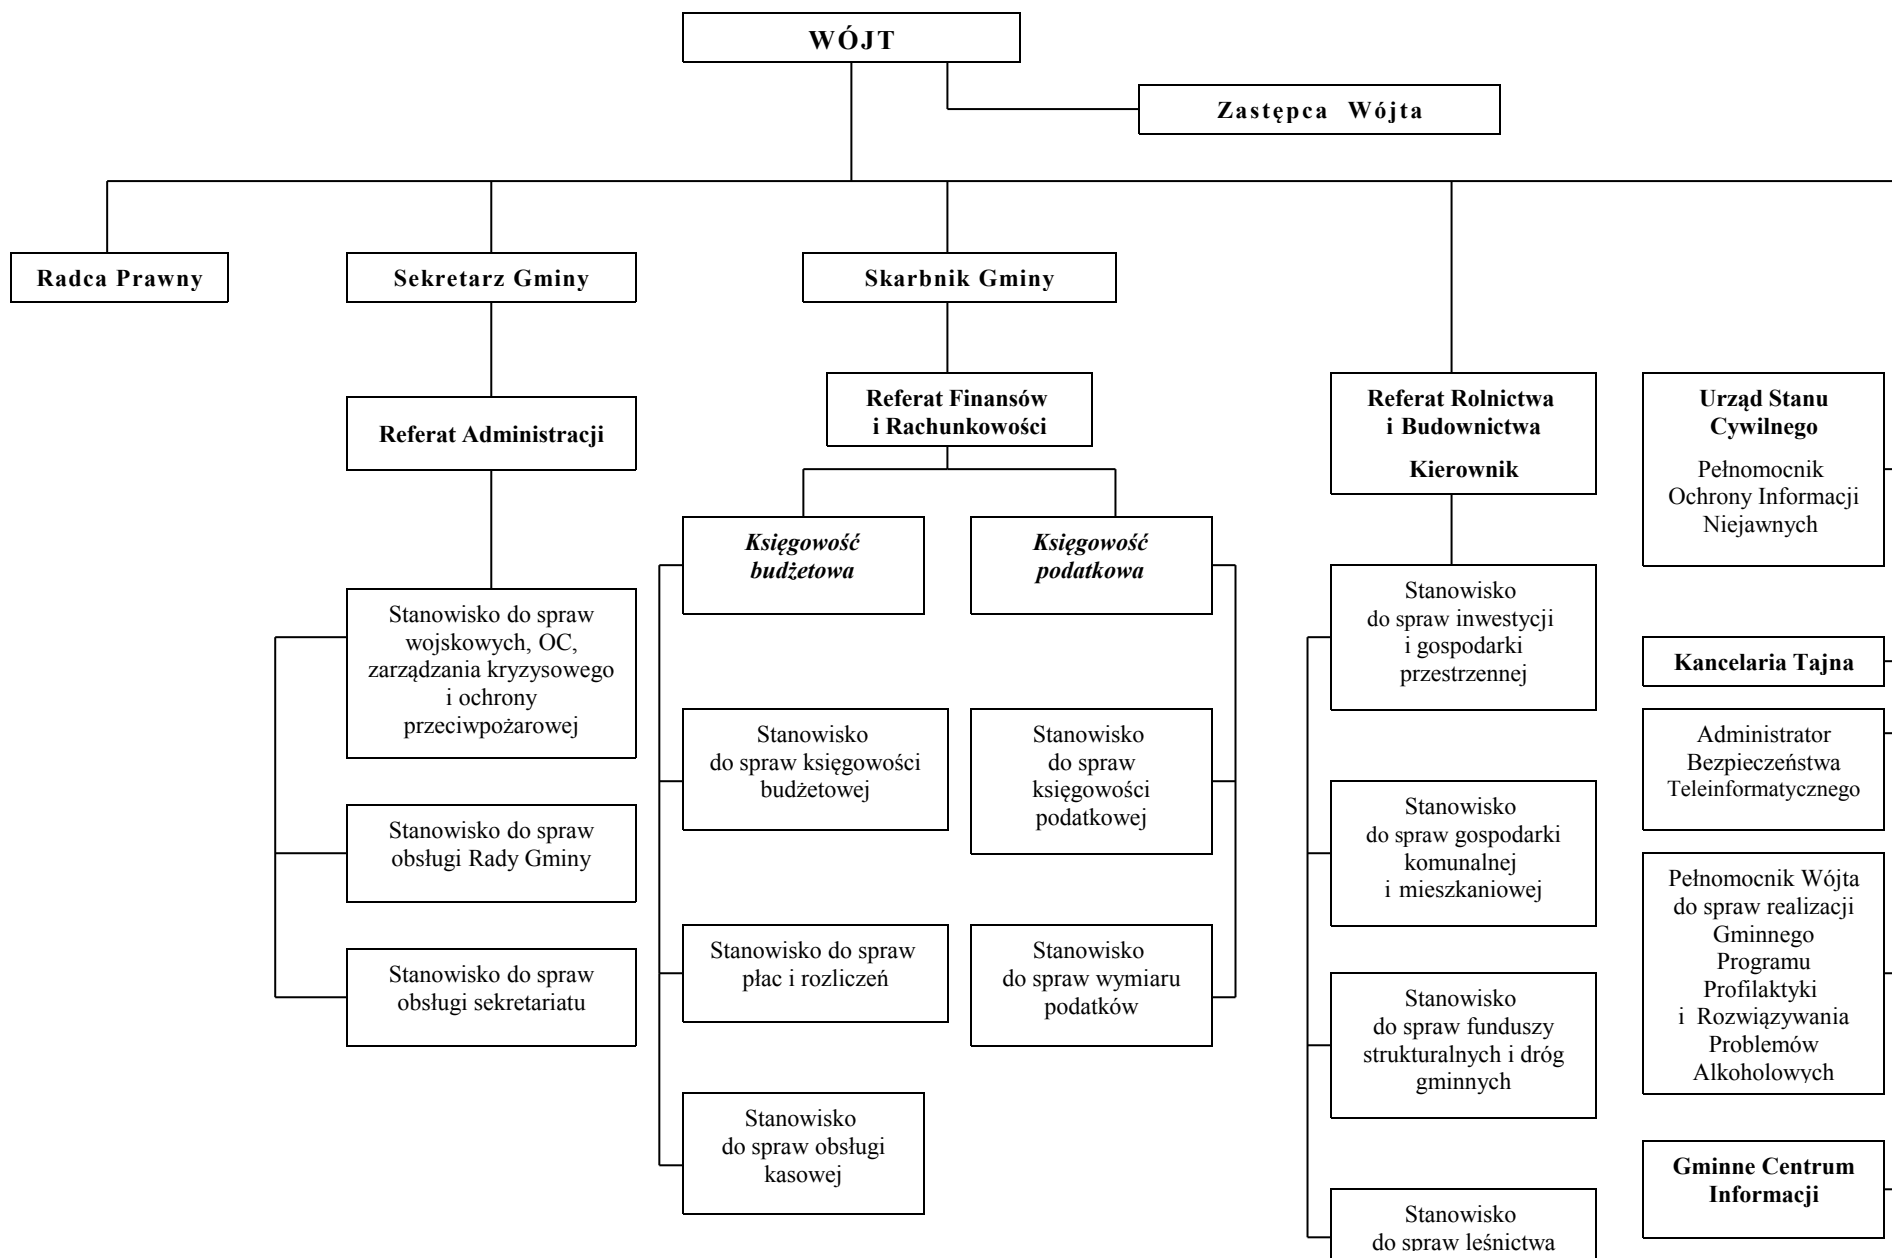 WÓJT
Zastępca Wójta
Radca Prawny
Sekretarz Gminy
Skarbnik Gminy
Referat Administracji
Referat Finansów
i Rachunkowości
Referat Rolnictwa
i Budownictwa
Kierownik
Urząd Stanu
Cywilnego
Pełnomocnik
Ochrony Informacji
Niejawnych
Księgowość
budżetowa
Księgowość
podatkowa
Stanowisko do spraw
wojskowych, OC,
zarządzania kryzysowego
i ochrony
przeciwpożarowej
Stanowisko do spraw
obsługi Rady Gminy
Stanowisko do spraw
obsługi sekretariatu
Stanowisko
do spraw księgowości
budżetowej
Stanowisko do spraw
płac i rozliczeń
Stanowisko
do spraw obsługi
kasowej
Stanowisko
do spraw
księgowości
podatkowej
Stanowisko
do spraw wymiaru
podatków
Stanowisko
do spraw inwestycji
i gospodarki
przestrzennej
Stanowisko
do spraw gospodarki
komunalnej
i mieszkaniowej
Stanowisko
do spraw funduszy
strukturalnych i dróg
gminnych
Stanowisko
do spraw leśnictwa
Kancelaria Tajna
Administrator
Bezpieczeństwa
Teleinformatycznego
Pełnomocnik Wójta
do spraw realizacji
Gminnego
Programu
Profilaktyki
i Rozwiązywania
Problemów
Alkoholowych
Gminne Centrum
Informacji